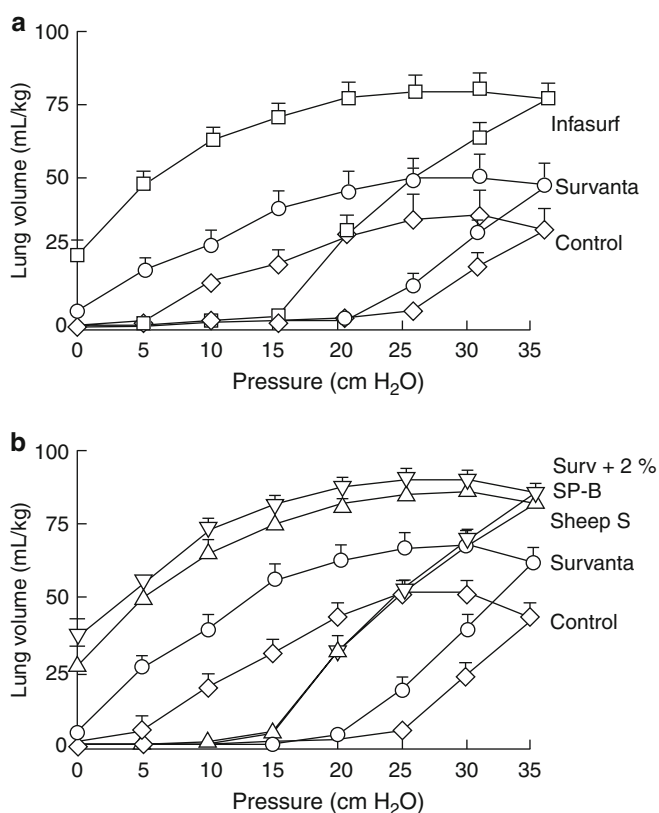 a
100
75
50
25
0
Lung volume (mL/kg)
Infasurf
Survanta
Control
0 5 10 15 20 25 30 35
Pressure (cm H₂O)
b
100
75
50
25
0
Lung volume (mL/kg)
Surv + 2 %
SP-B
Sheep S
Survanta
Control
0 5 10 15 20 25 30 35
Pressure (cm H₂O)